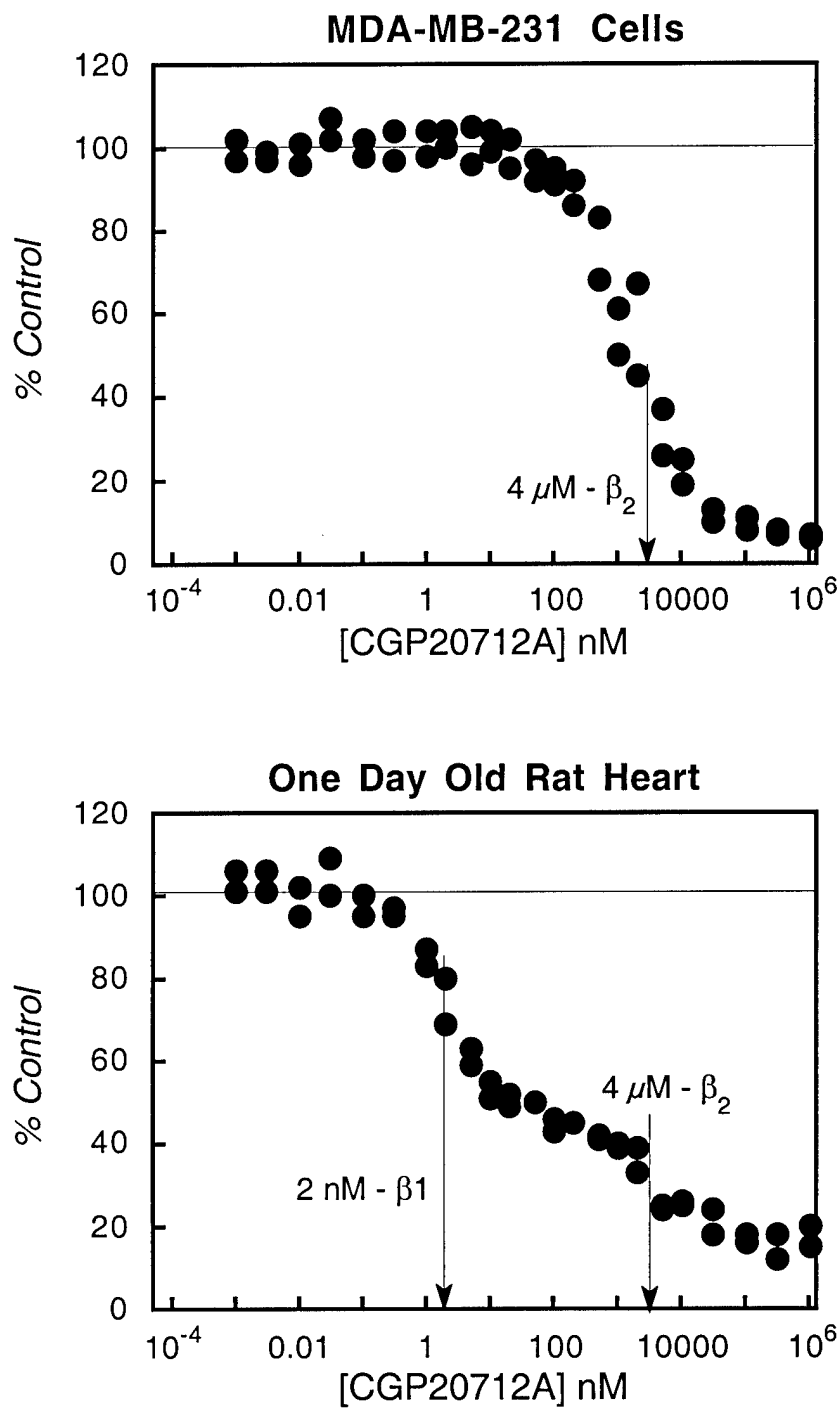 MDA-MB-231 Cells
120
100
80
60
40
20
0
% Control
4 µM - β₂
10⁻⁴ 0.01 1 100 10000 10⁶
[CGP20712A] nM
One Day Old Rat Heart
120
100
80
60
40
20
0
% Control
4 µM - β₂
2 nM - β1
10⁻⁴ 0.01 1 100 10000 10⁶
[CGP20712A] nM